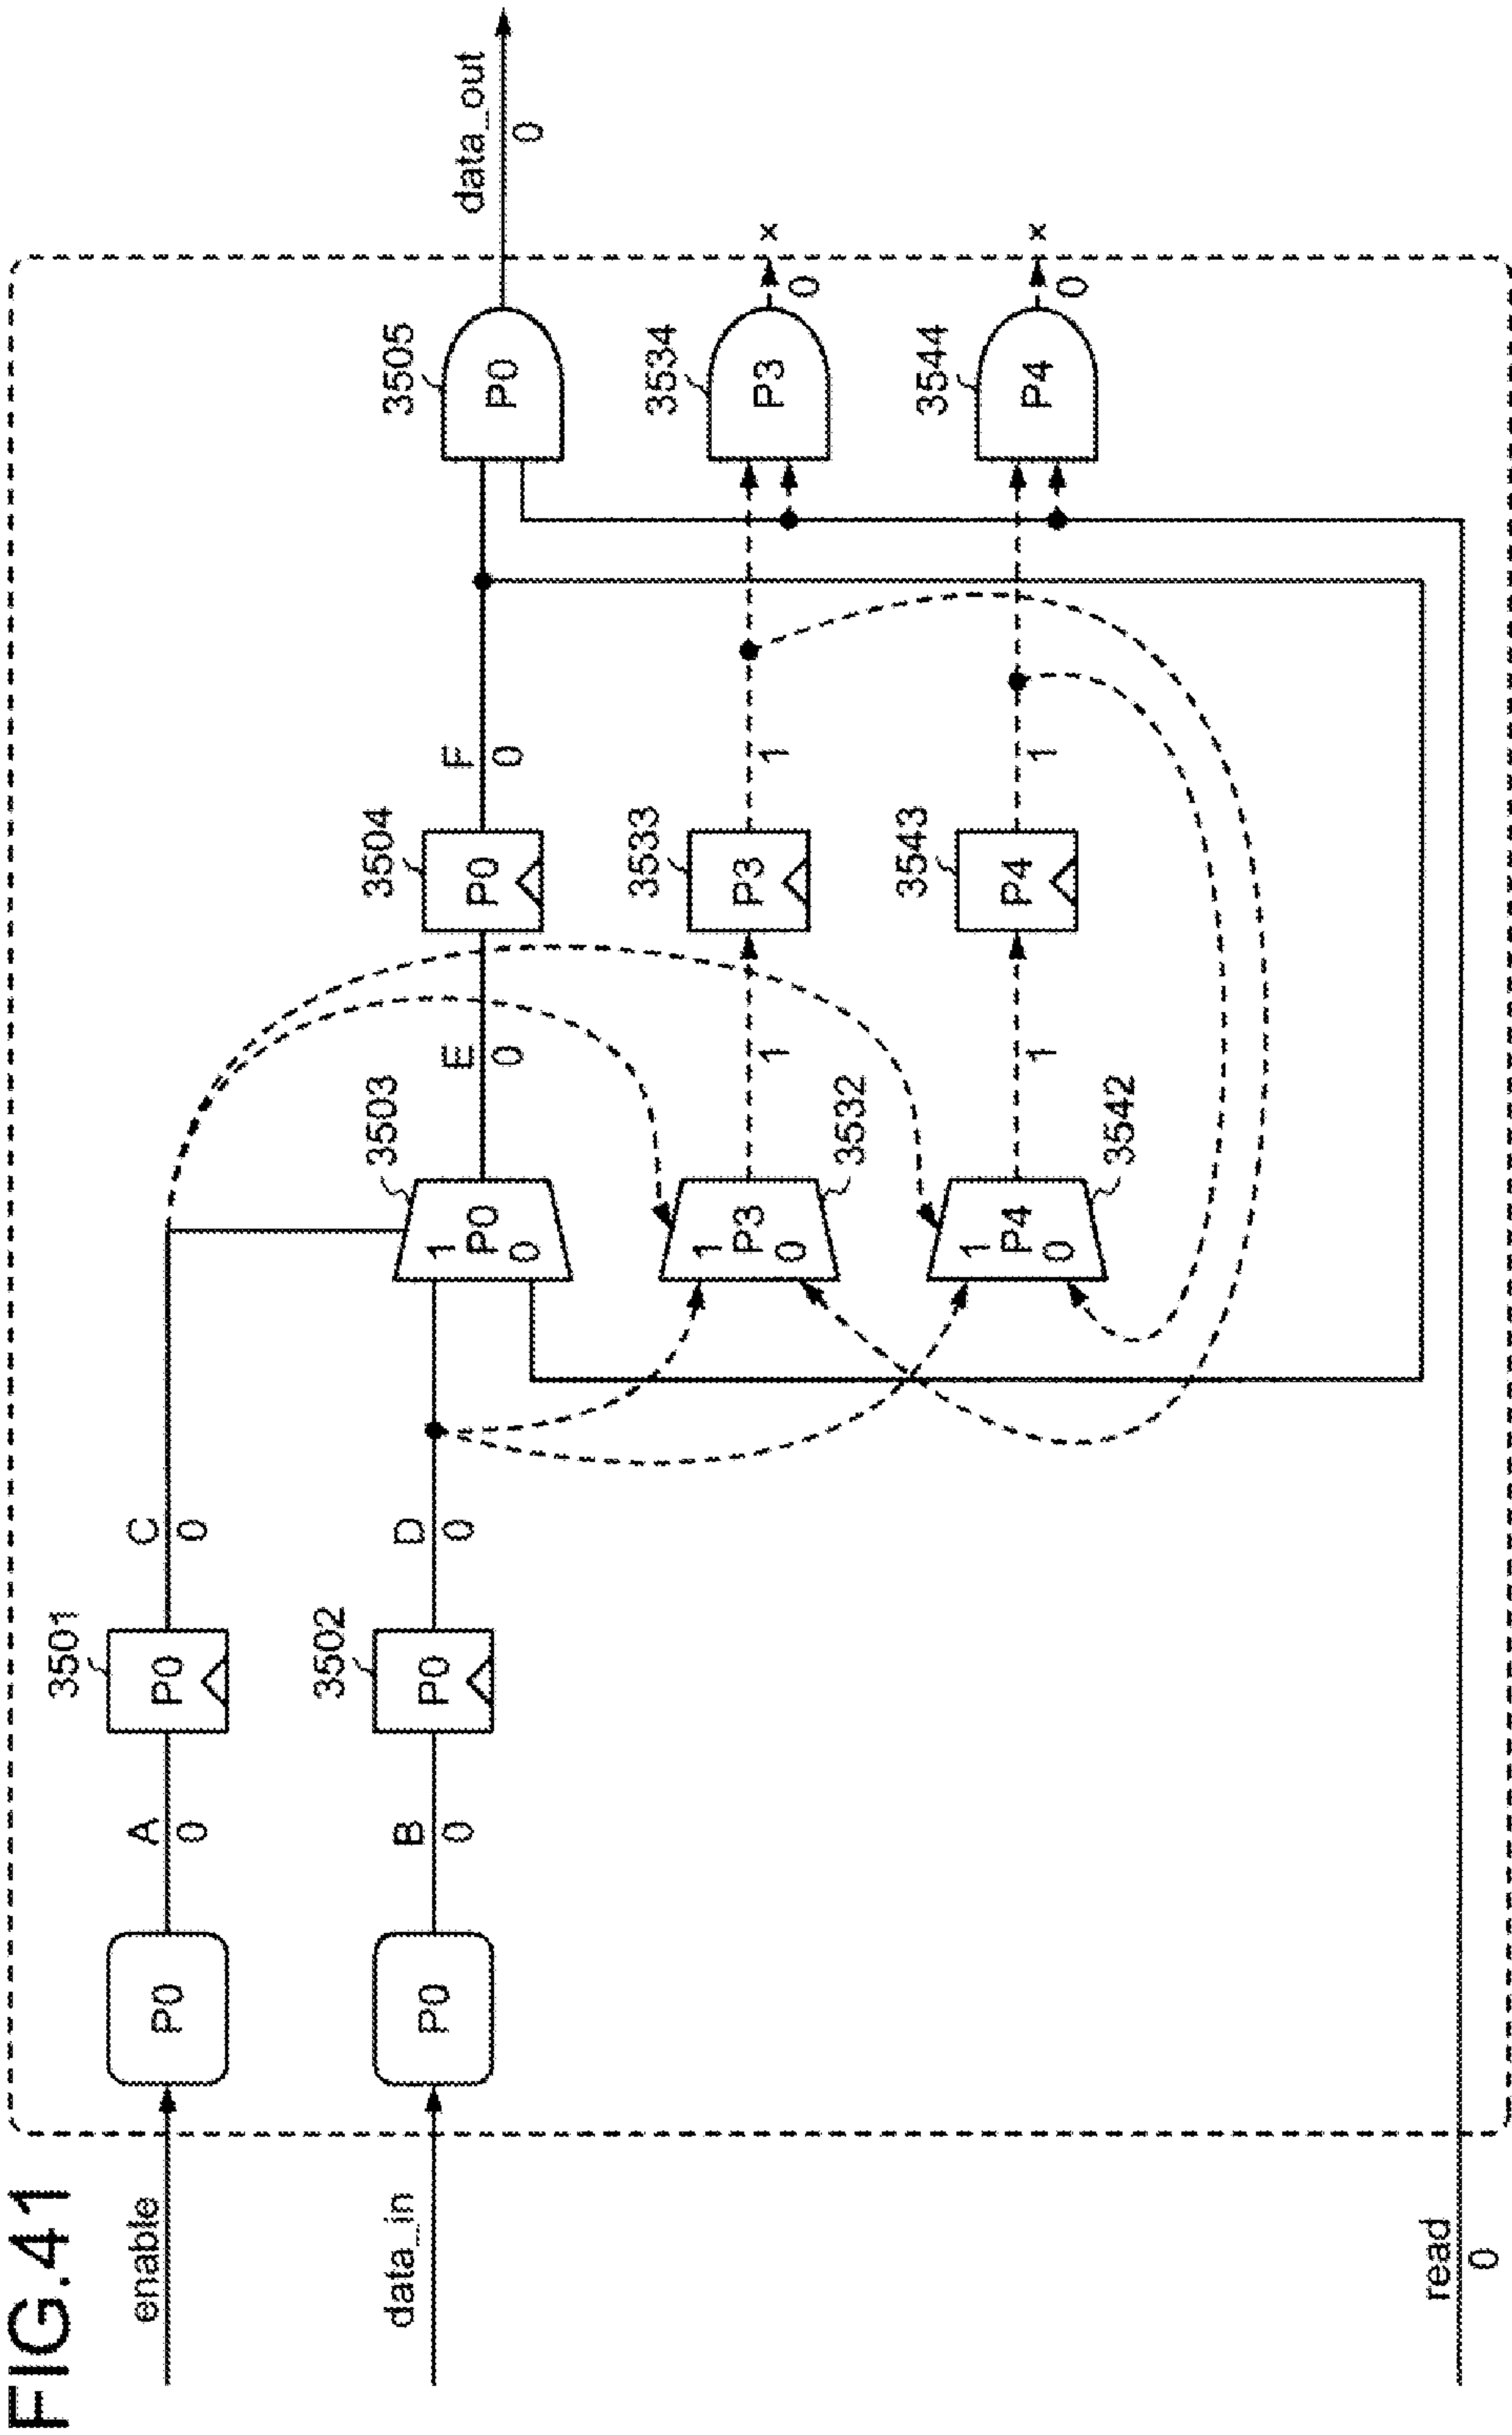 FIG.41
enable
P0
A
0
3501
P0
C
0
data_in
P0
B
0
3502
P0
D
0
3503
1
P0
0
E
0
3504
P0
F
0
3505
P0
data_out
0
1
P3
0
3532
1
3533
P3
1
3534
P3
0
x
1
P4
0
3542
1
3543
P4
1
3544
P4
0
x
read
0